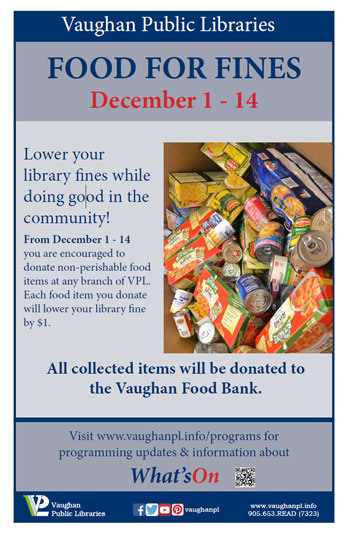 Vaughan Public Libraries
FOOD FOR FINES
December 1 - 14
Lower your
library fines while
doing good in the
community!
From December 1 - 14
you are encouraged to
donate non-perishable food
items at any branch of VPL.
Each food item you donate
will lower your library fine
by $1.
All collected items will be donated to
the Vaughan Food Bank.
Visit www.vaughanpl.info/programs for
programming updates & information about
What'sOn
VPL
Vaughan
Public Libraries
vaughanpl
www.vaughanpl.info
905.653.READ (7323)